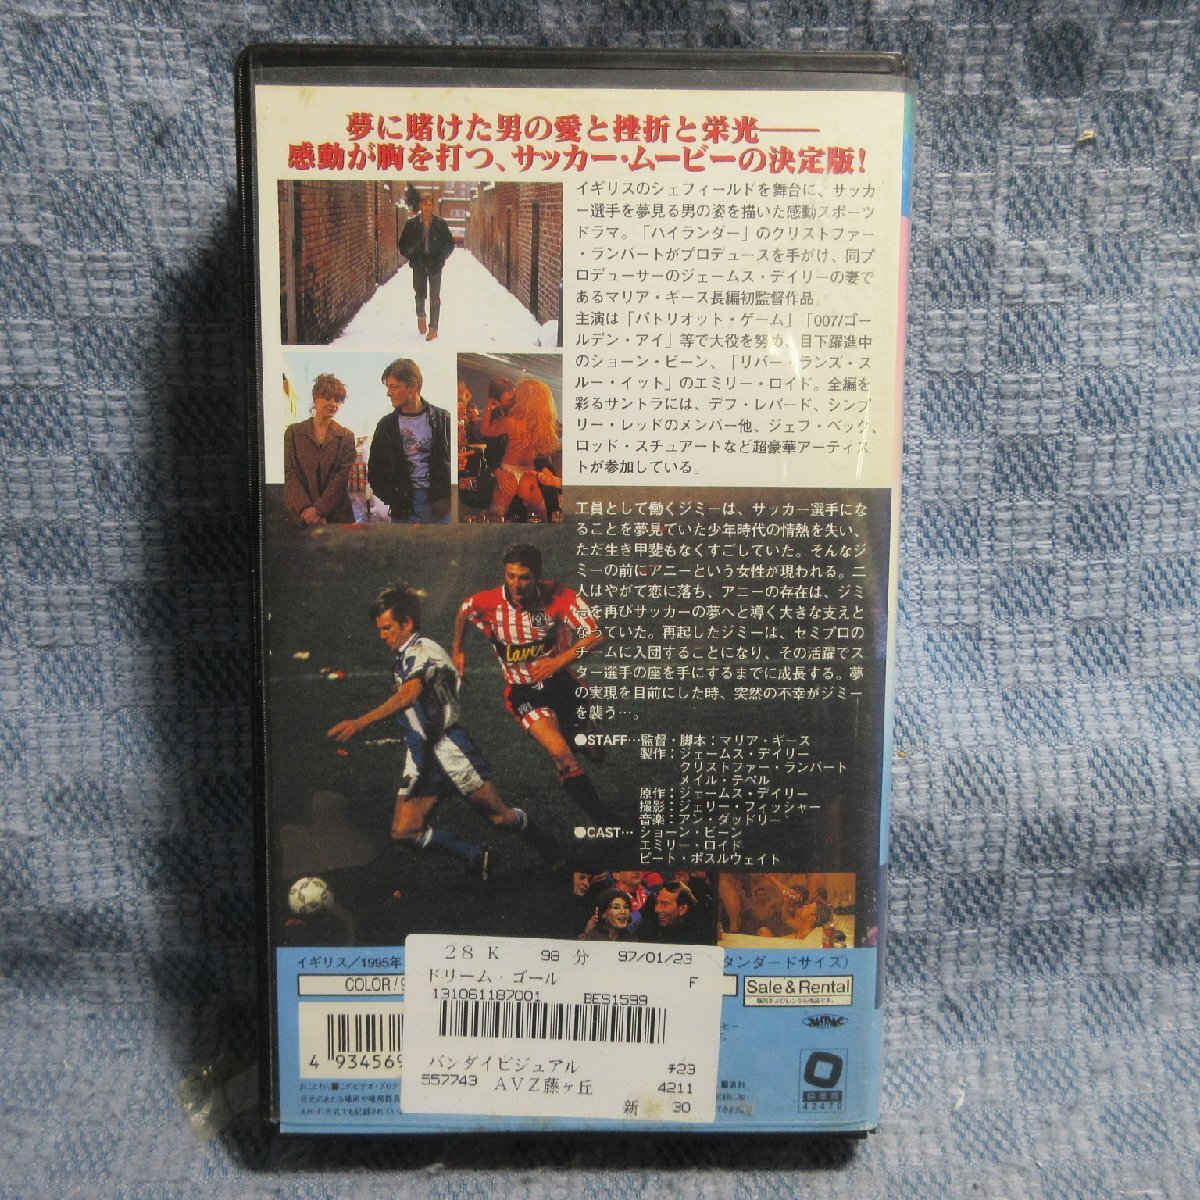 夢に賭けた男の愛と挫折と栄光——
感動が胸を打つ、サッカー・ムービーの決定版!
イギリスのシェフィールドを舞台に、サッカ
ー選手を夢見る男の姿を描いた感動スポーツ
ドラマ。「ハイランダー」のクリストファー
・ランバートがプロデュースを手がけ、同プ
ロデューサーのジェームス・デイリーの妻で
あるマリア・ギース長編初監督作品。
主演は「パトリオット・ゲーム」「007/ゴー
ルデン・アイ」等で大役を努め、目下躍進中
のショーン・ビーン、「リバー・ランズ・ス
ルー・イット」のエミリー・ロイド。全編を
彩るサントラには、デフ・レパード、シンプ
リー・レッドのメンバー他、ジェフ・ベック、
ロッド・スチュアートなど超豪華アーティス
トが参加している。
工員として働くジミーは、サッカー選手にな
ることを夢見ていた少年時代の情熱を失い、
ただ生き甲斐もなくすごしていた。そんなジ
ミーの前にアニーという女性が現われる。二
人はやがて恋に落ち、アニーの存在は、ジミ
ーを再びサッカーの夢へと導く大きな支えと
なっていた。再起したジミーは、セミプロの
チームに入団することになり、その活躍でス
ター選手の座を手にするまでに成長する。夢
の実現を目前にした時、突然の不幸がジミー
を襲う…。
Laver
●STAFF…監督・脚本：マリア・ギース
製作：ジェームス・デイリー
クリストファー・ランバート
メイル・テペル
原作：ジェームス・デイリー
撮影：ジェリー・フィッシャー
音楽：アン・ダッドリー
●CAST…ショーン・ビーン
エミリー・ロイド
ピート・ポスルウェイト
イギリス/1995年
タンダードサイズ)
COLOR/9
Sale & Rental
販売およびレンタル商品です。
28K 98分 97/01/23
ドリーム・ゴール F
131061187001 BES1599
バンダイビジュアル ｱ23
557743 AVZ藤ヶ丘 4211
新 30
4 934569
42470